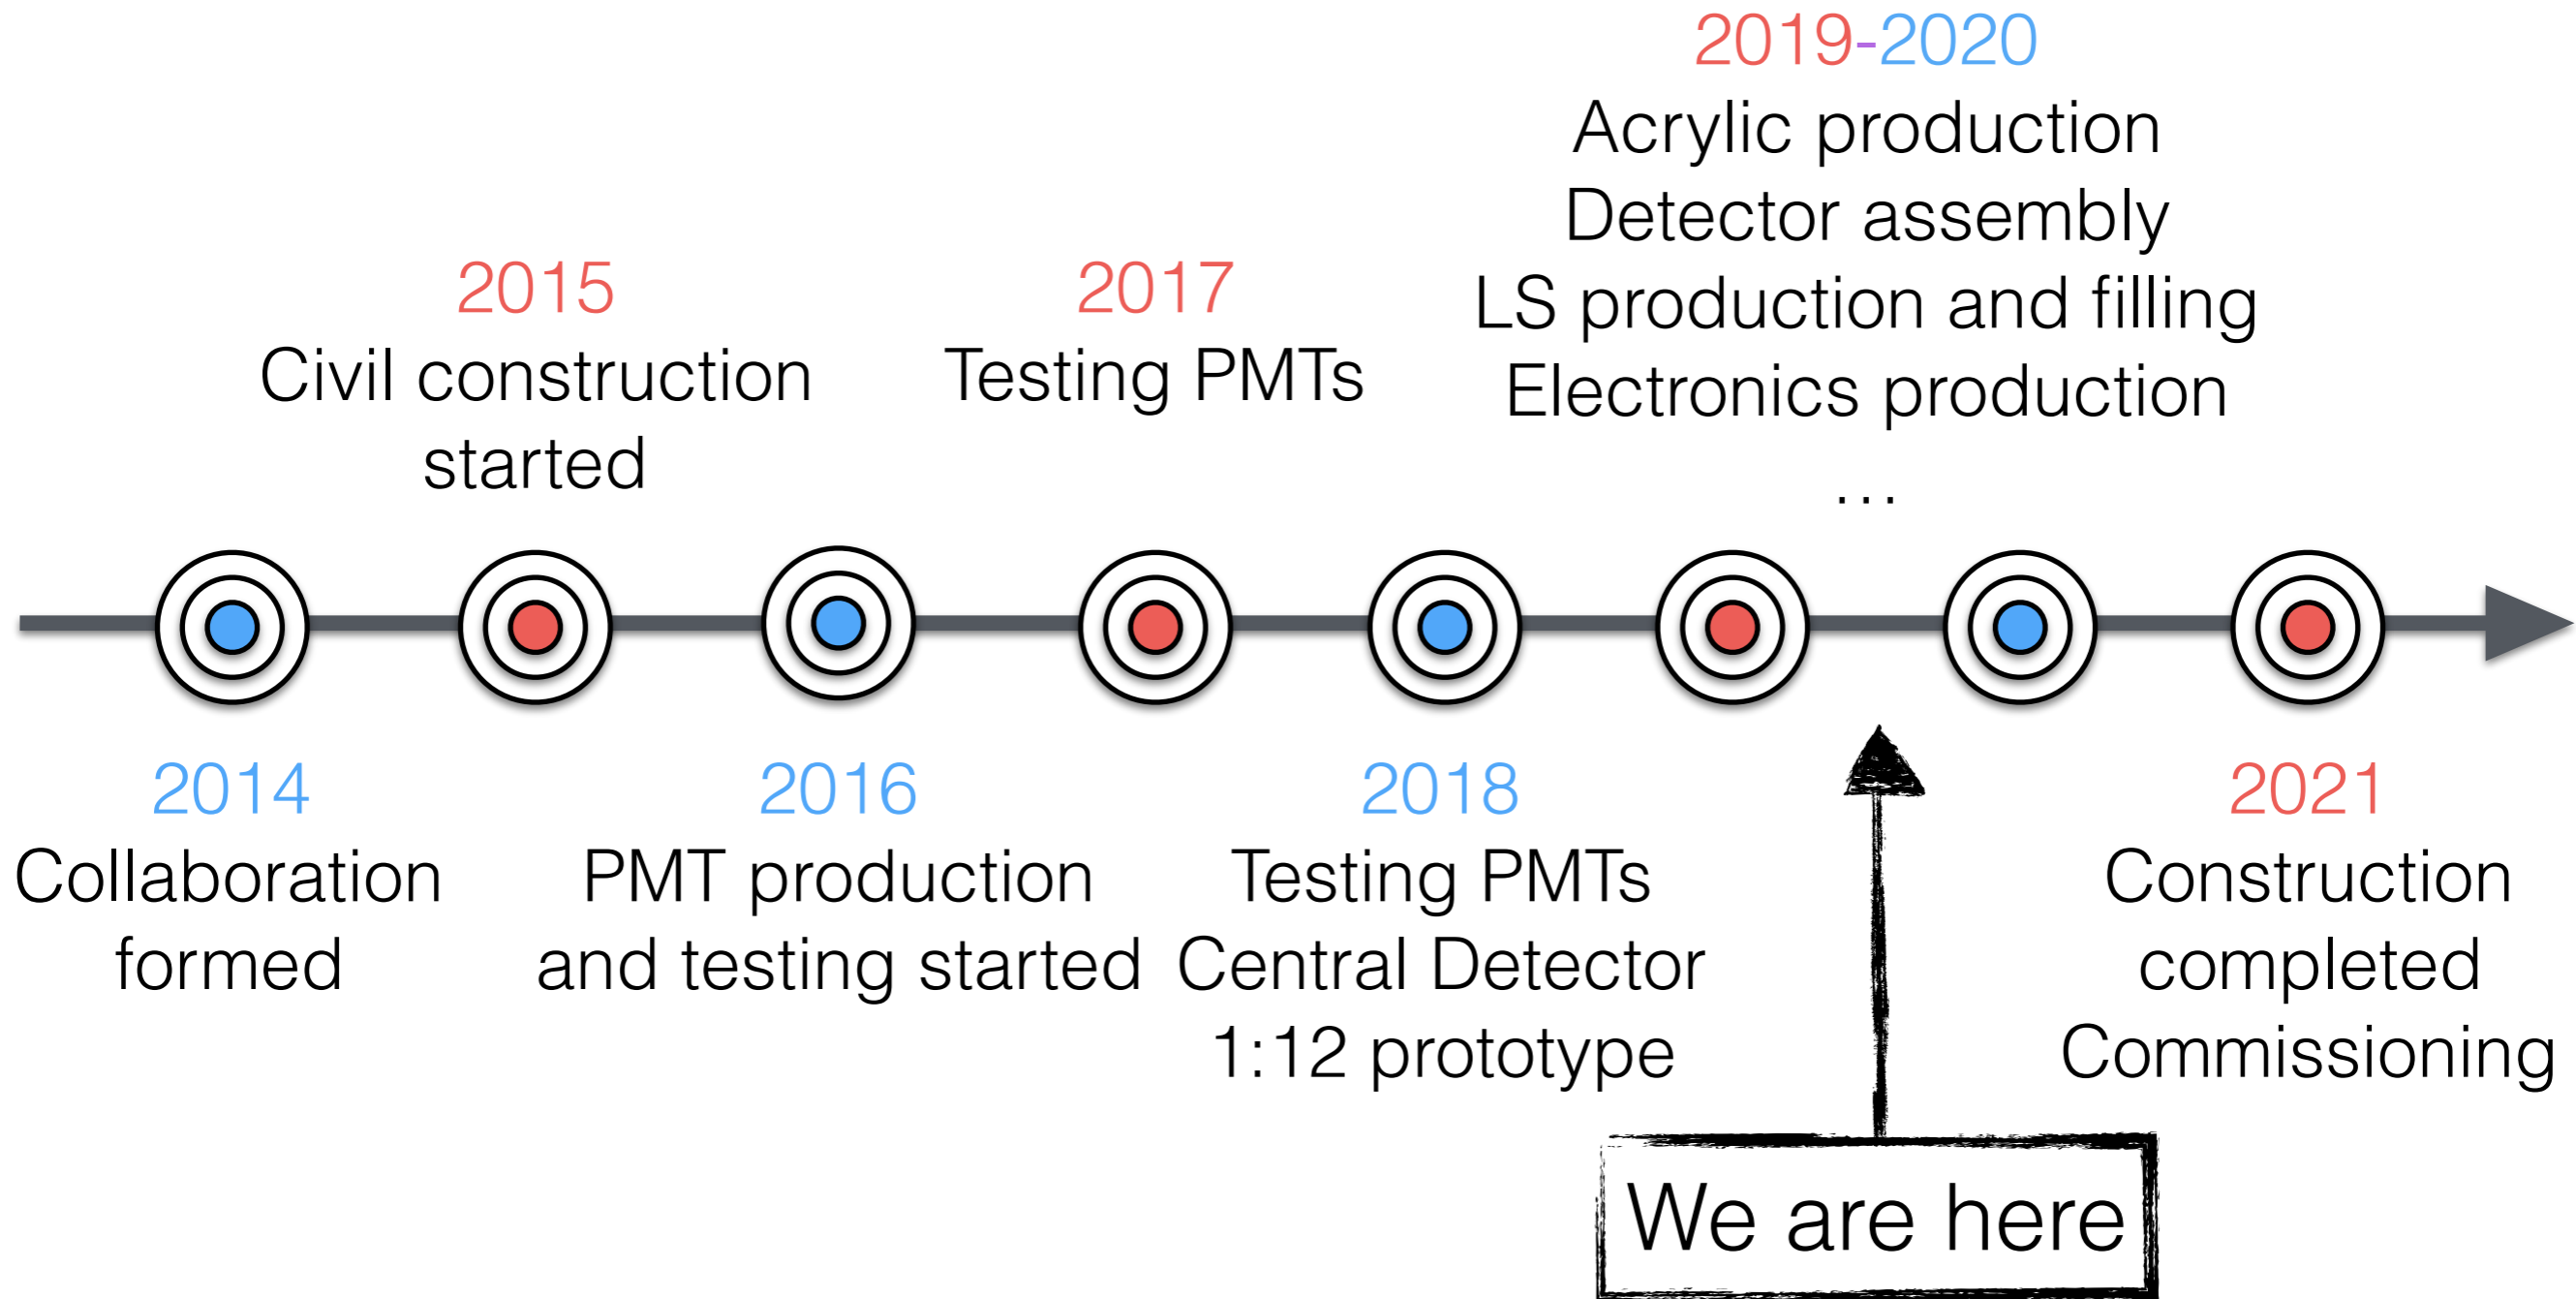 2019-2020
Acrylic production
Detector assembly
LS production and filling
Electronics production
...
2015
Civil construction
started
2017
Testing PMTs
2014
Collaboration
formed
2016
PMT production
and testing started
2018
Testing PMTs
Central Detector
1:12 prototype
2021
Construction
completed
Commissioning
We are here